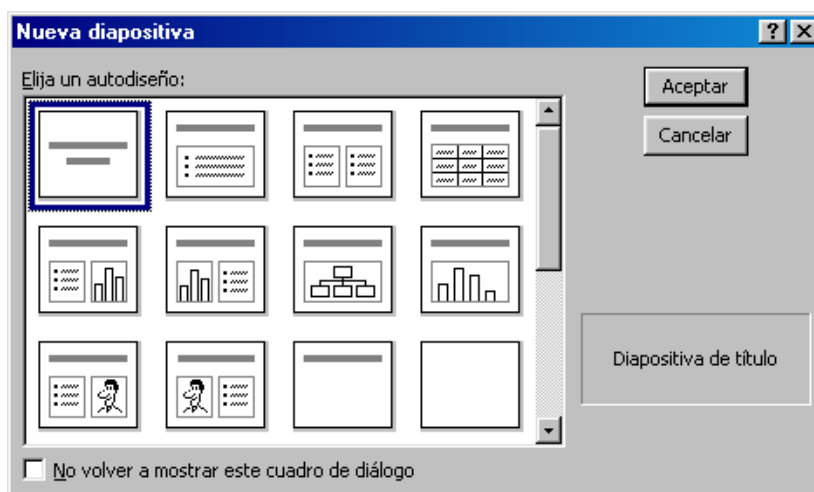 Nueva diapositiva
Elija un autodiseño:
Aceptar
Cancelar
Diapositiva de título
No volver a mostrar este cuadro de diálogo